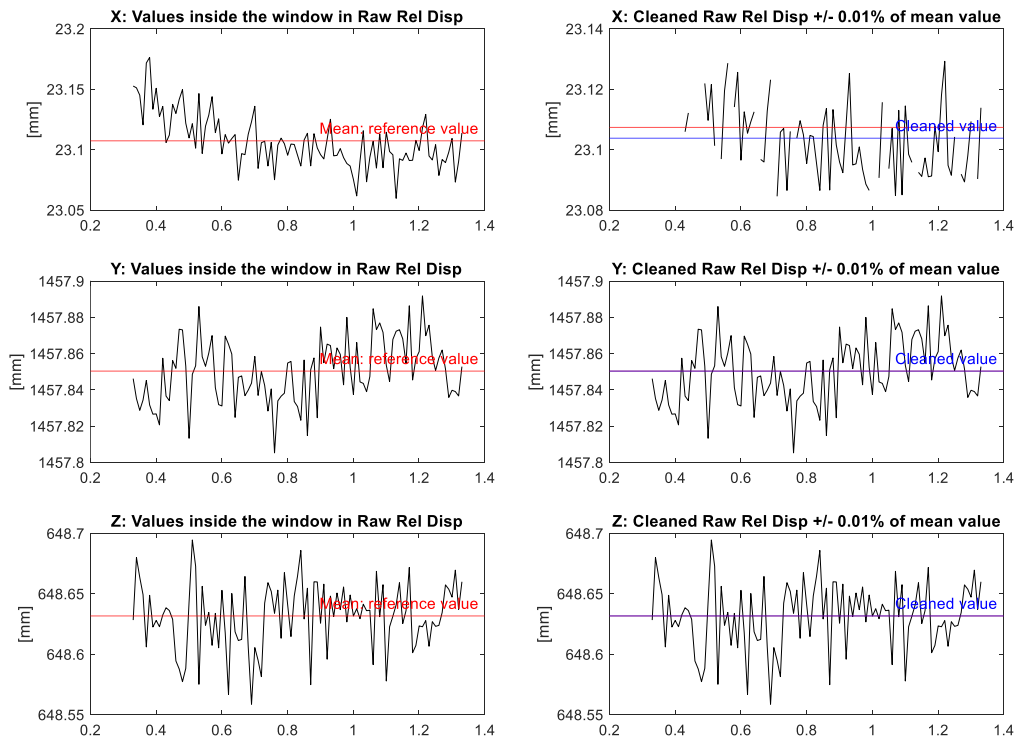 X: Values inside the window in Raw Rel Disp
23.2
23.15
23.1
23.05
[mm]
Mean: reference value
0.2 0.4 0.6 0.8 1 1.2 1.4
X: Cleaned Raw Rel Disp +/- 0.01% of mean value
23.14
23.12
23.1
23.08
[mm]
Cleaned value
0.2 0.4 0.6 0.8 1 1.2 1.4
Y: Values inside the window in Raw Rel Disp
1457.9
1457.88
1457.86
1457.84
1457.82
1457.8
[mm]
Mean: reference value
0.2 0.4 0.6 0.8 1 1.2 1.4
Y: Cleaned Raw Rel Disp +/- 0.01% of mean value
1457.9
1457.88
1457.86
1457.84
1457.82
1457.8
[mm]
Cleaned value
0.2 0.4 0.6 0.8 1 1.2 1.4
Z: Values inside the window in Raw Rel Disp
648.7
648.65
648.6
648.55
[mm]
Mean: reference value
0.2 0.4 0.6 0.8 1 1.2 1.4
Z: Cleaned Raw Rel Disp +/- 0.01% of mean value
648.7
648.65
648.6
648.55
[mm]
Cleaned value
0.2 0.4 0.6 0.8 1 1.2 1.4